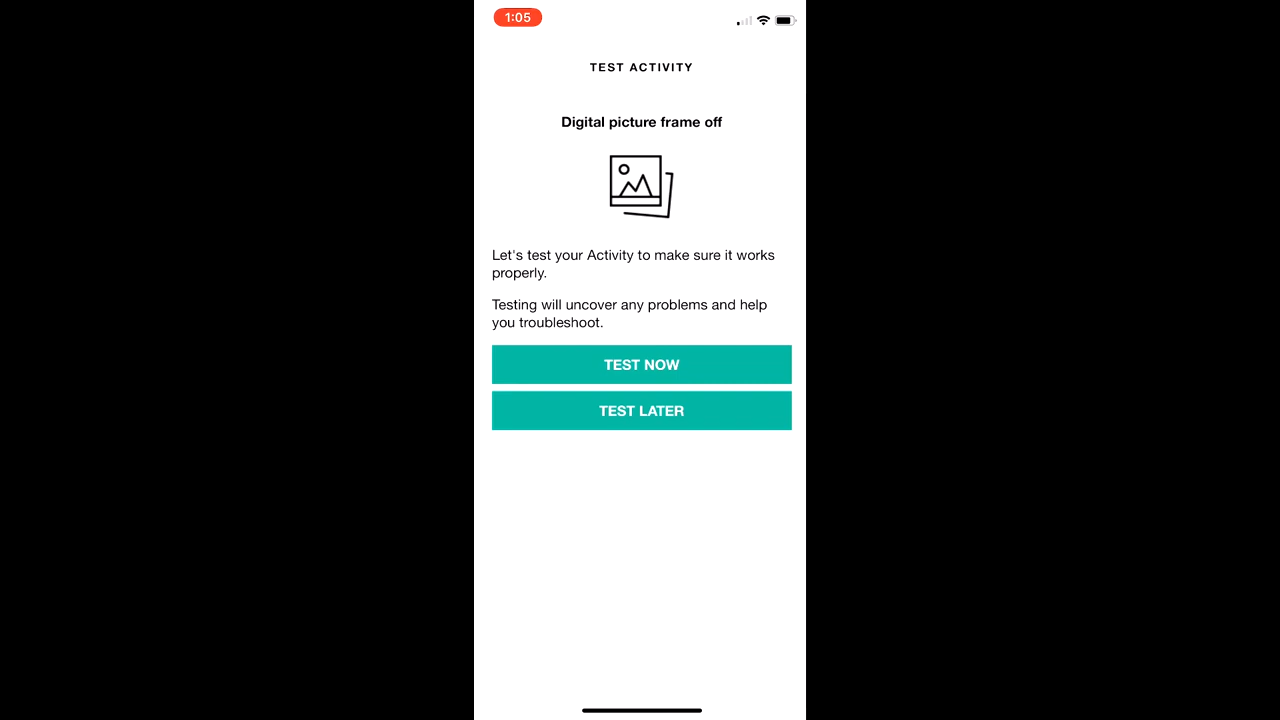 1:05
TEST ACTIVITY
Digital picture frame off
Let's test your Activity to make sure it works
properly.
Testing will uncover any problems and help
you troubleshoot.
TEST NOW
TEST LATER